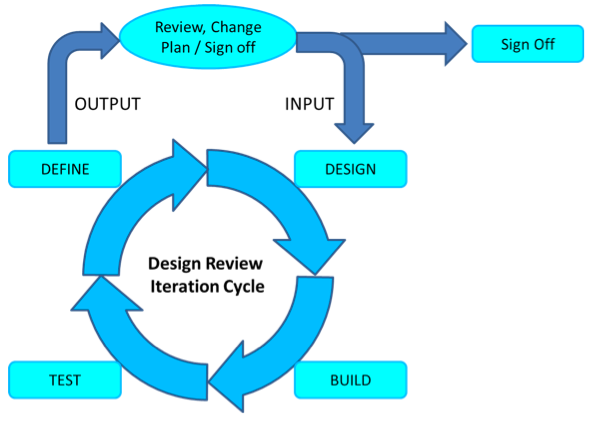 Review, Change
Plan / Sign off
Sign Off
OUTPUT
INPUT
DEFINE
DESIGN
Design Review
Iteration Cycle
TEST
BUILD